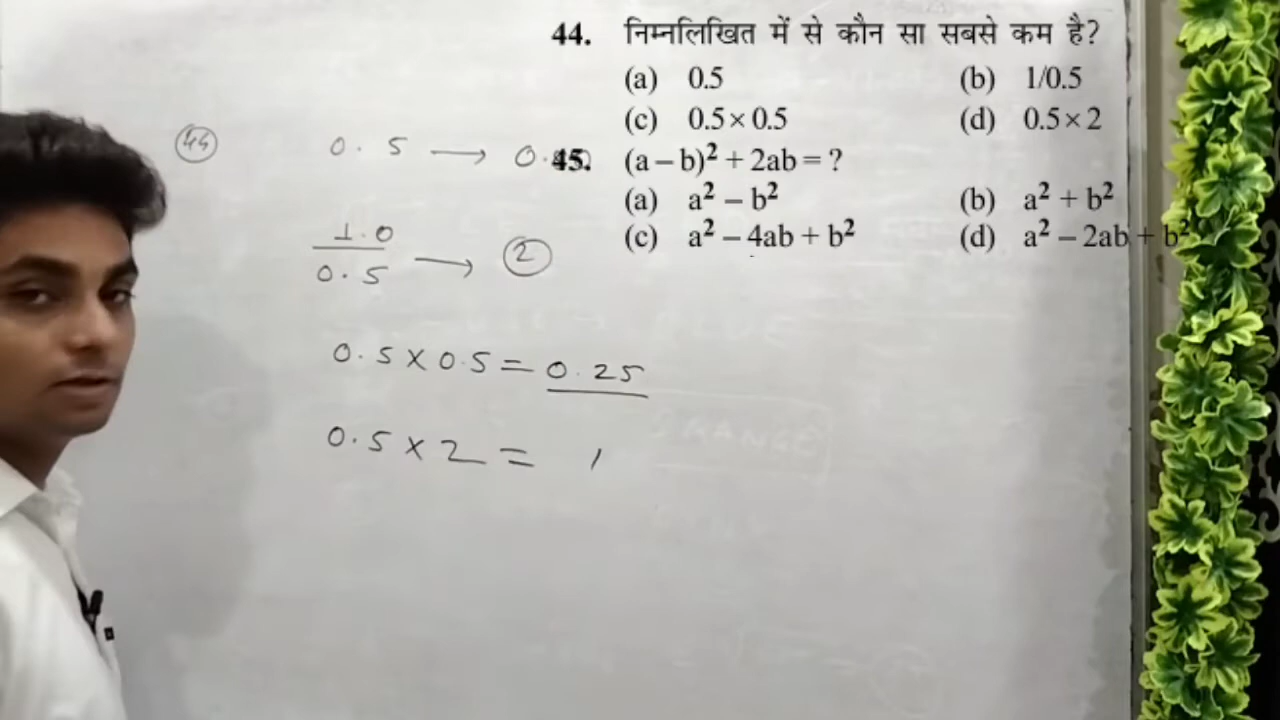 44. निम्नलिखित में से कौन सा सबसे कम है?
(a) 0.5 (b) 1/0.5
(c) 0.5 × 0.5 (d) 0.5 × 2
45. (a – b)² + 2ab = ?
(a) a² – b² (b) a² + b²
(c) a² – 4ab + b² (d) a² – 2ab + b²
44
0.5 → 0.
1.0
0.5 → 2
0.5 × 0.5 = 0.25
0.5 × 2 = 1